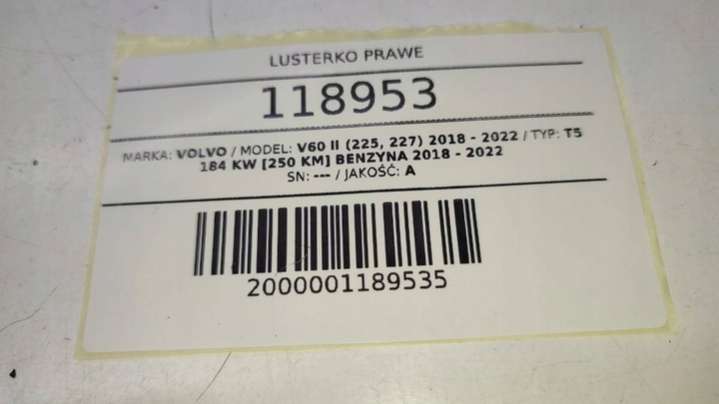 LUSTERKO PRAWE
118953
MARKA: VOLVO / MODEL: V60 II (225, 227) 2018 - 2022 / TYP: T5
184 KW [250 KM] BENZYNA 2018 - 2022
SN: --- / JAKOŚĆ: A
2000001189535